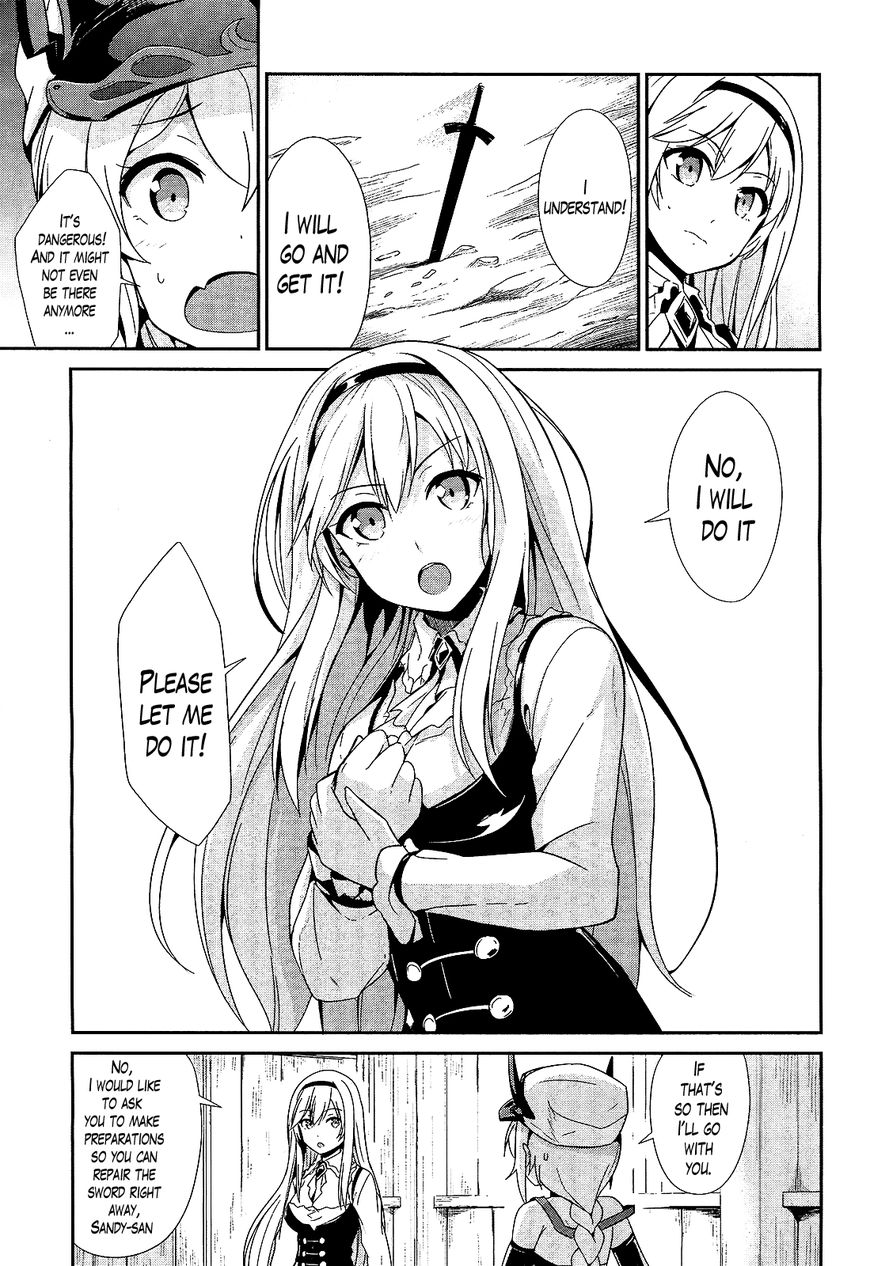 I
UNDERSTAND!
I WILL
GO AND
GET IT!
IT'S
DANGEROUS!
AND IT MIGHT
NOT EVEN
BE THERE
ANYMORE
...
NO,
I WILL
DO IT
PLEASE
LET ME
DO IT!
IF
THAT'S
SO THEN
I'LL GO
WITH
YOU.
NO,
I WOULD LIKE
TO ASK
YOU TO MAKE
PREPARATIONS
SO YOU CAN
REPAIR THE
SWORD RIGHT
AWAY,
SANDY-SAN